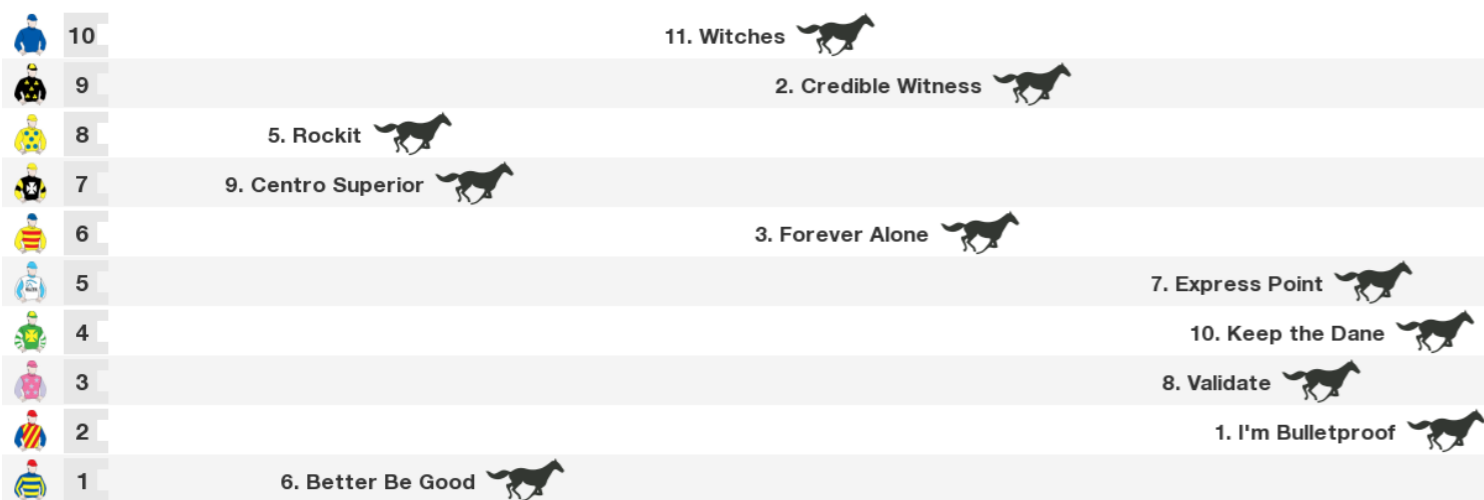 10 11. Witches
9 2. Credible Witness
8 5. Rockit
7 9. Centro Superior
6 3. Forever Alone
5 7. Express Point
4 10. Keep the Dane
3 8. Validate
2 1. I'm Bulletproof
1 6. Better Be Good